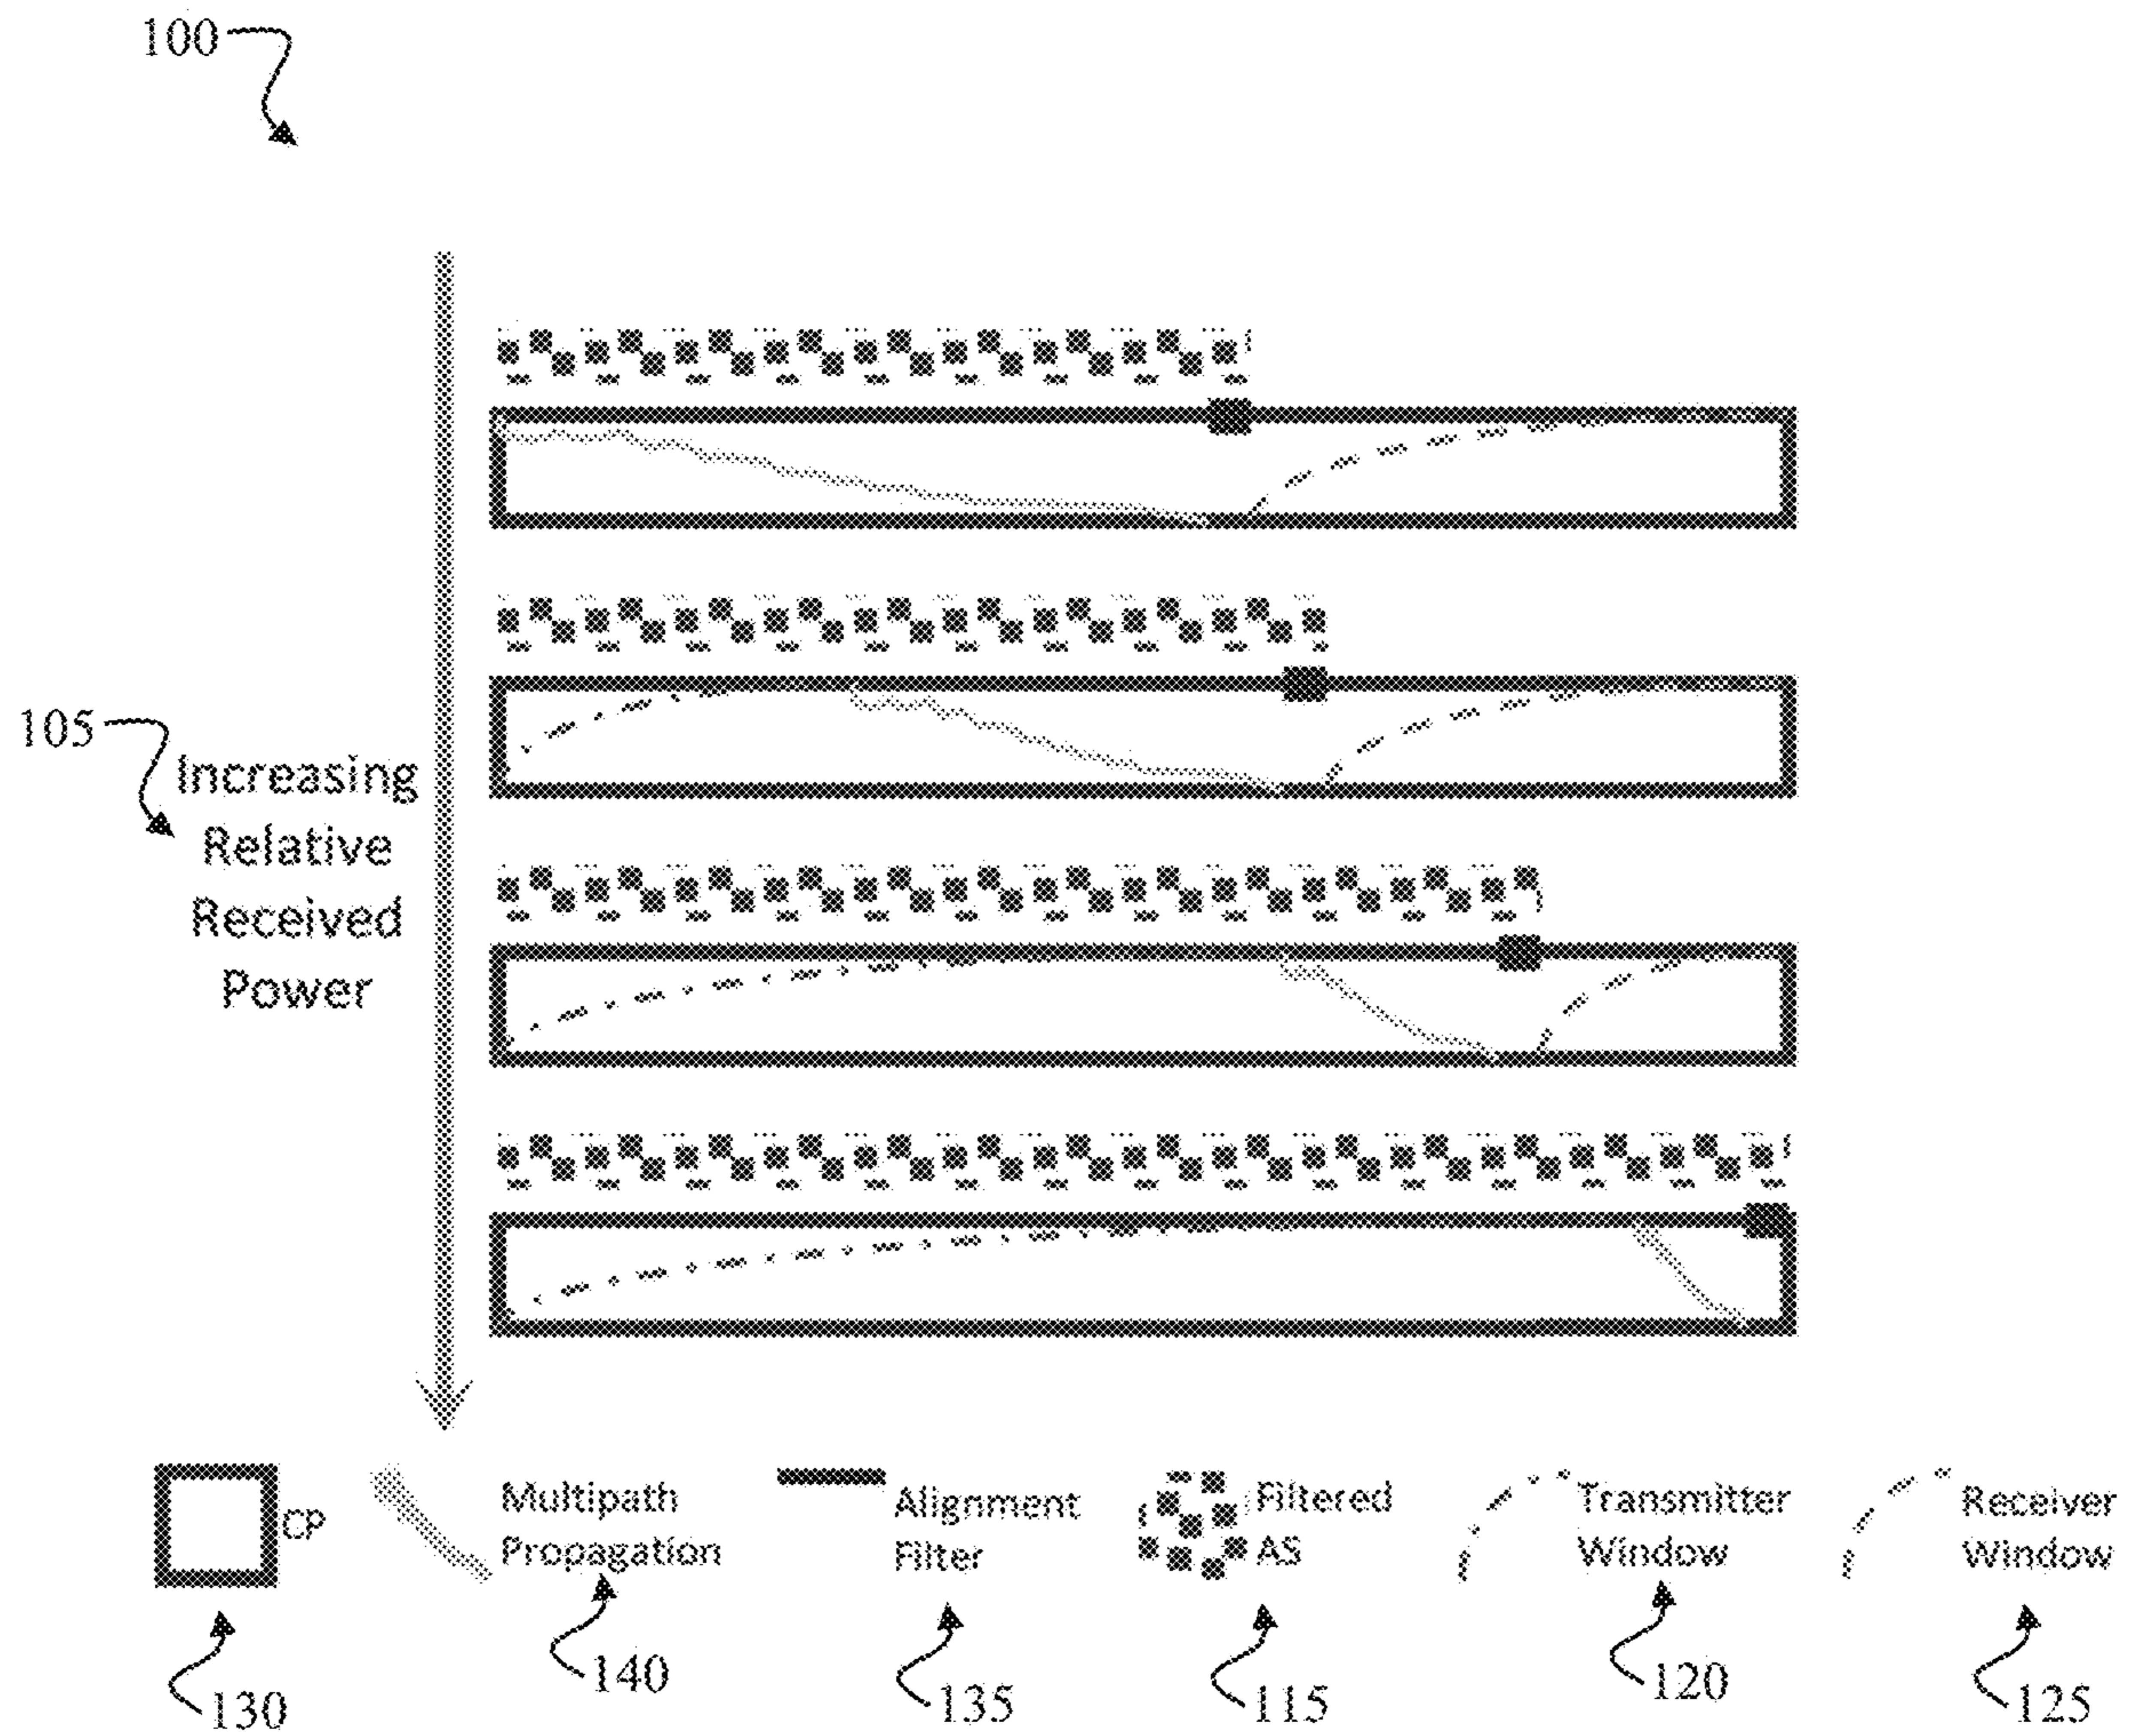 100
105
Increasing
Relative
Received
Power
CP
Multipath
Propagation
Alignment
Filter
Filtered
AS
Transmitter
Window
Receiver
Window
130
140
135
115
120
125